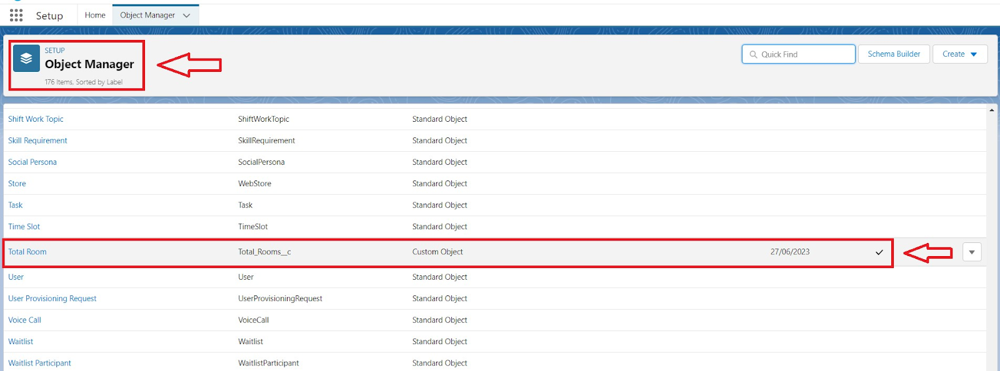 Setup Home Object Manager
SETUP
Object Manager
176 Items, Sorted by Label
Quick Find Schema Builder Create
Shift Work Topic ShiftWorkTopic Standard Object
Skill Requirement SkillRequirement Standard Object
Social Persona SocialPersona Standard Object
Store WebStore Standard Object
Task Task Standard Object
Time Slot TimeSlot Standard Object
Total Room Total_Rooms__c Custom Object 27/06/2023
User User Standard Object
User Provisioning Request UserProvisioningRequest Standard Object
Voice Call VoiceCall Standard Object
Waitlist Waitlist Standard Object
Waitlist Participant WaitlistParticipant Standard Object